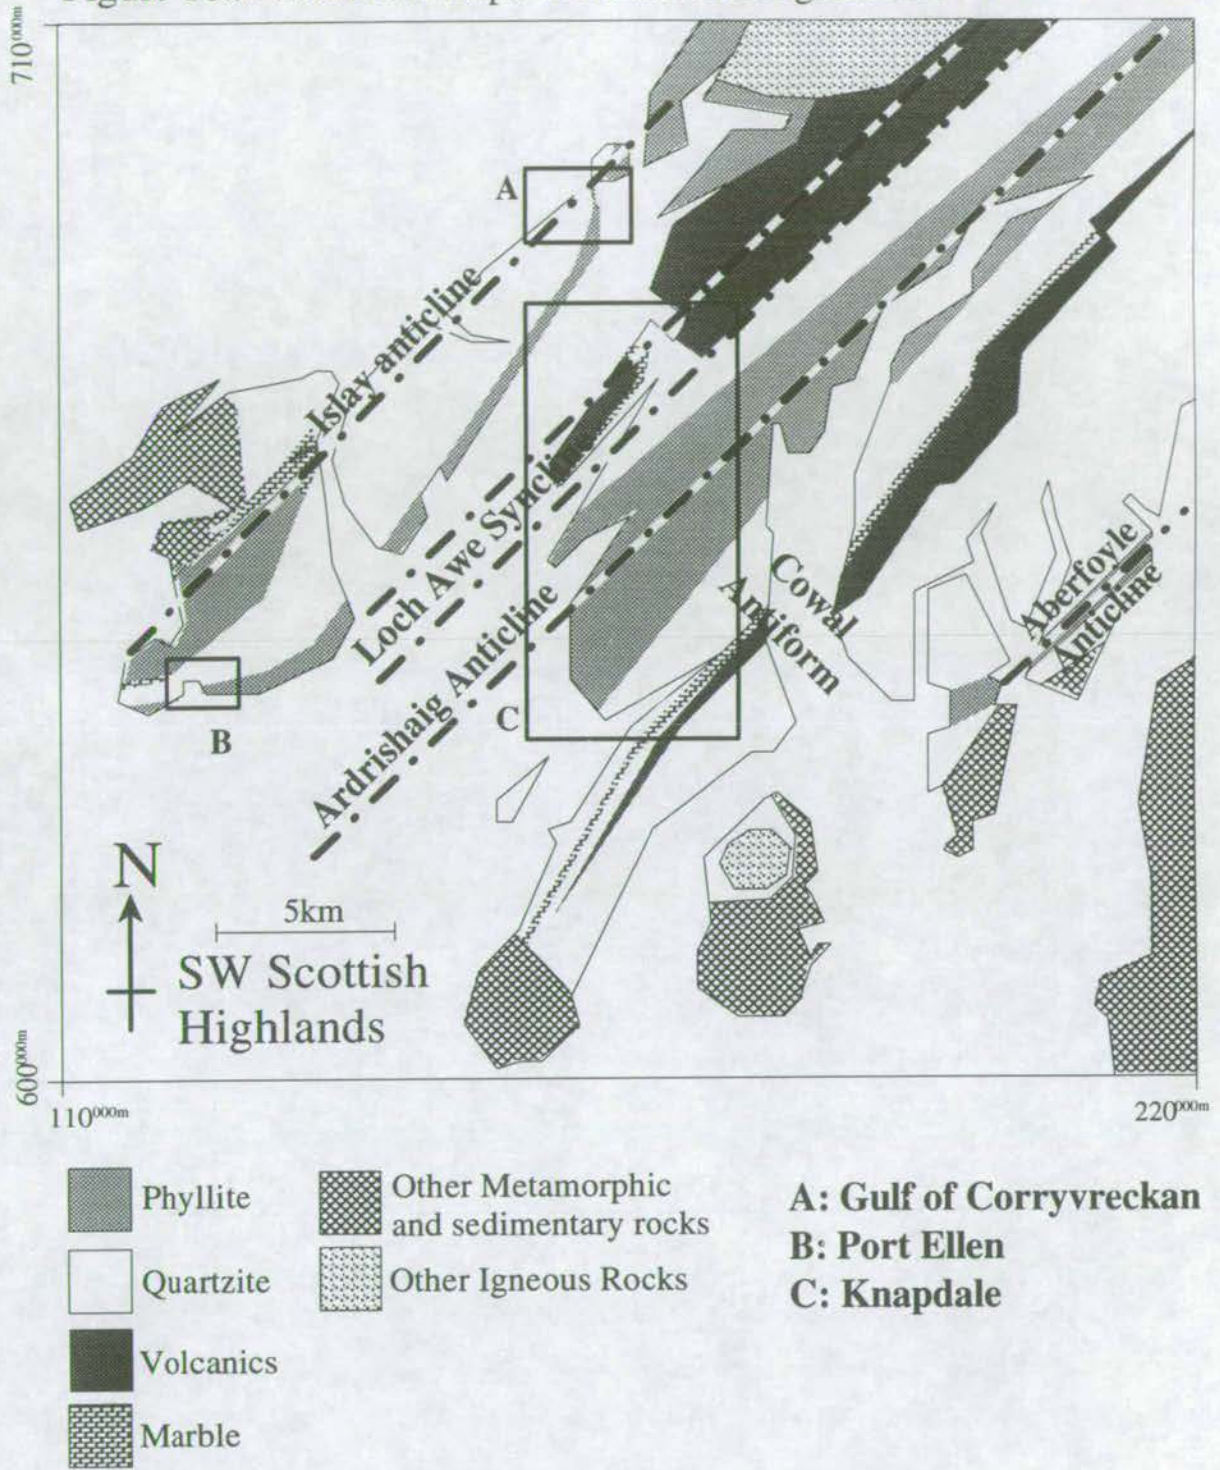 710000m
A
Islay anticline
Loch Awe Syncline
Ardrishaig Anticline
Cowal
Antiform
Aberfoyle
Anticline
C
B
N
5km
SW Scottish
Highlands
600000m
110000m
220000m
Phyllite
Quartzite
Volcanics
Marble
Other Metamorphic
and sedimentary rocks
Other Igneous Rocks
A: Gulf of Corryvreckan
B: Port Ellen
C: Knapdale